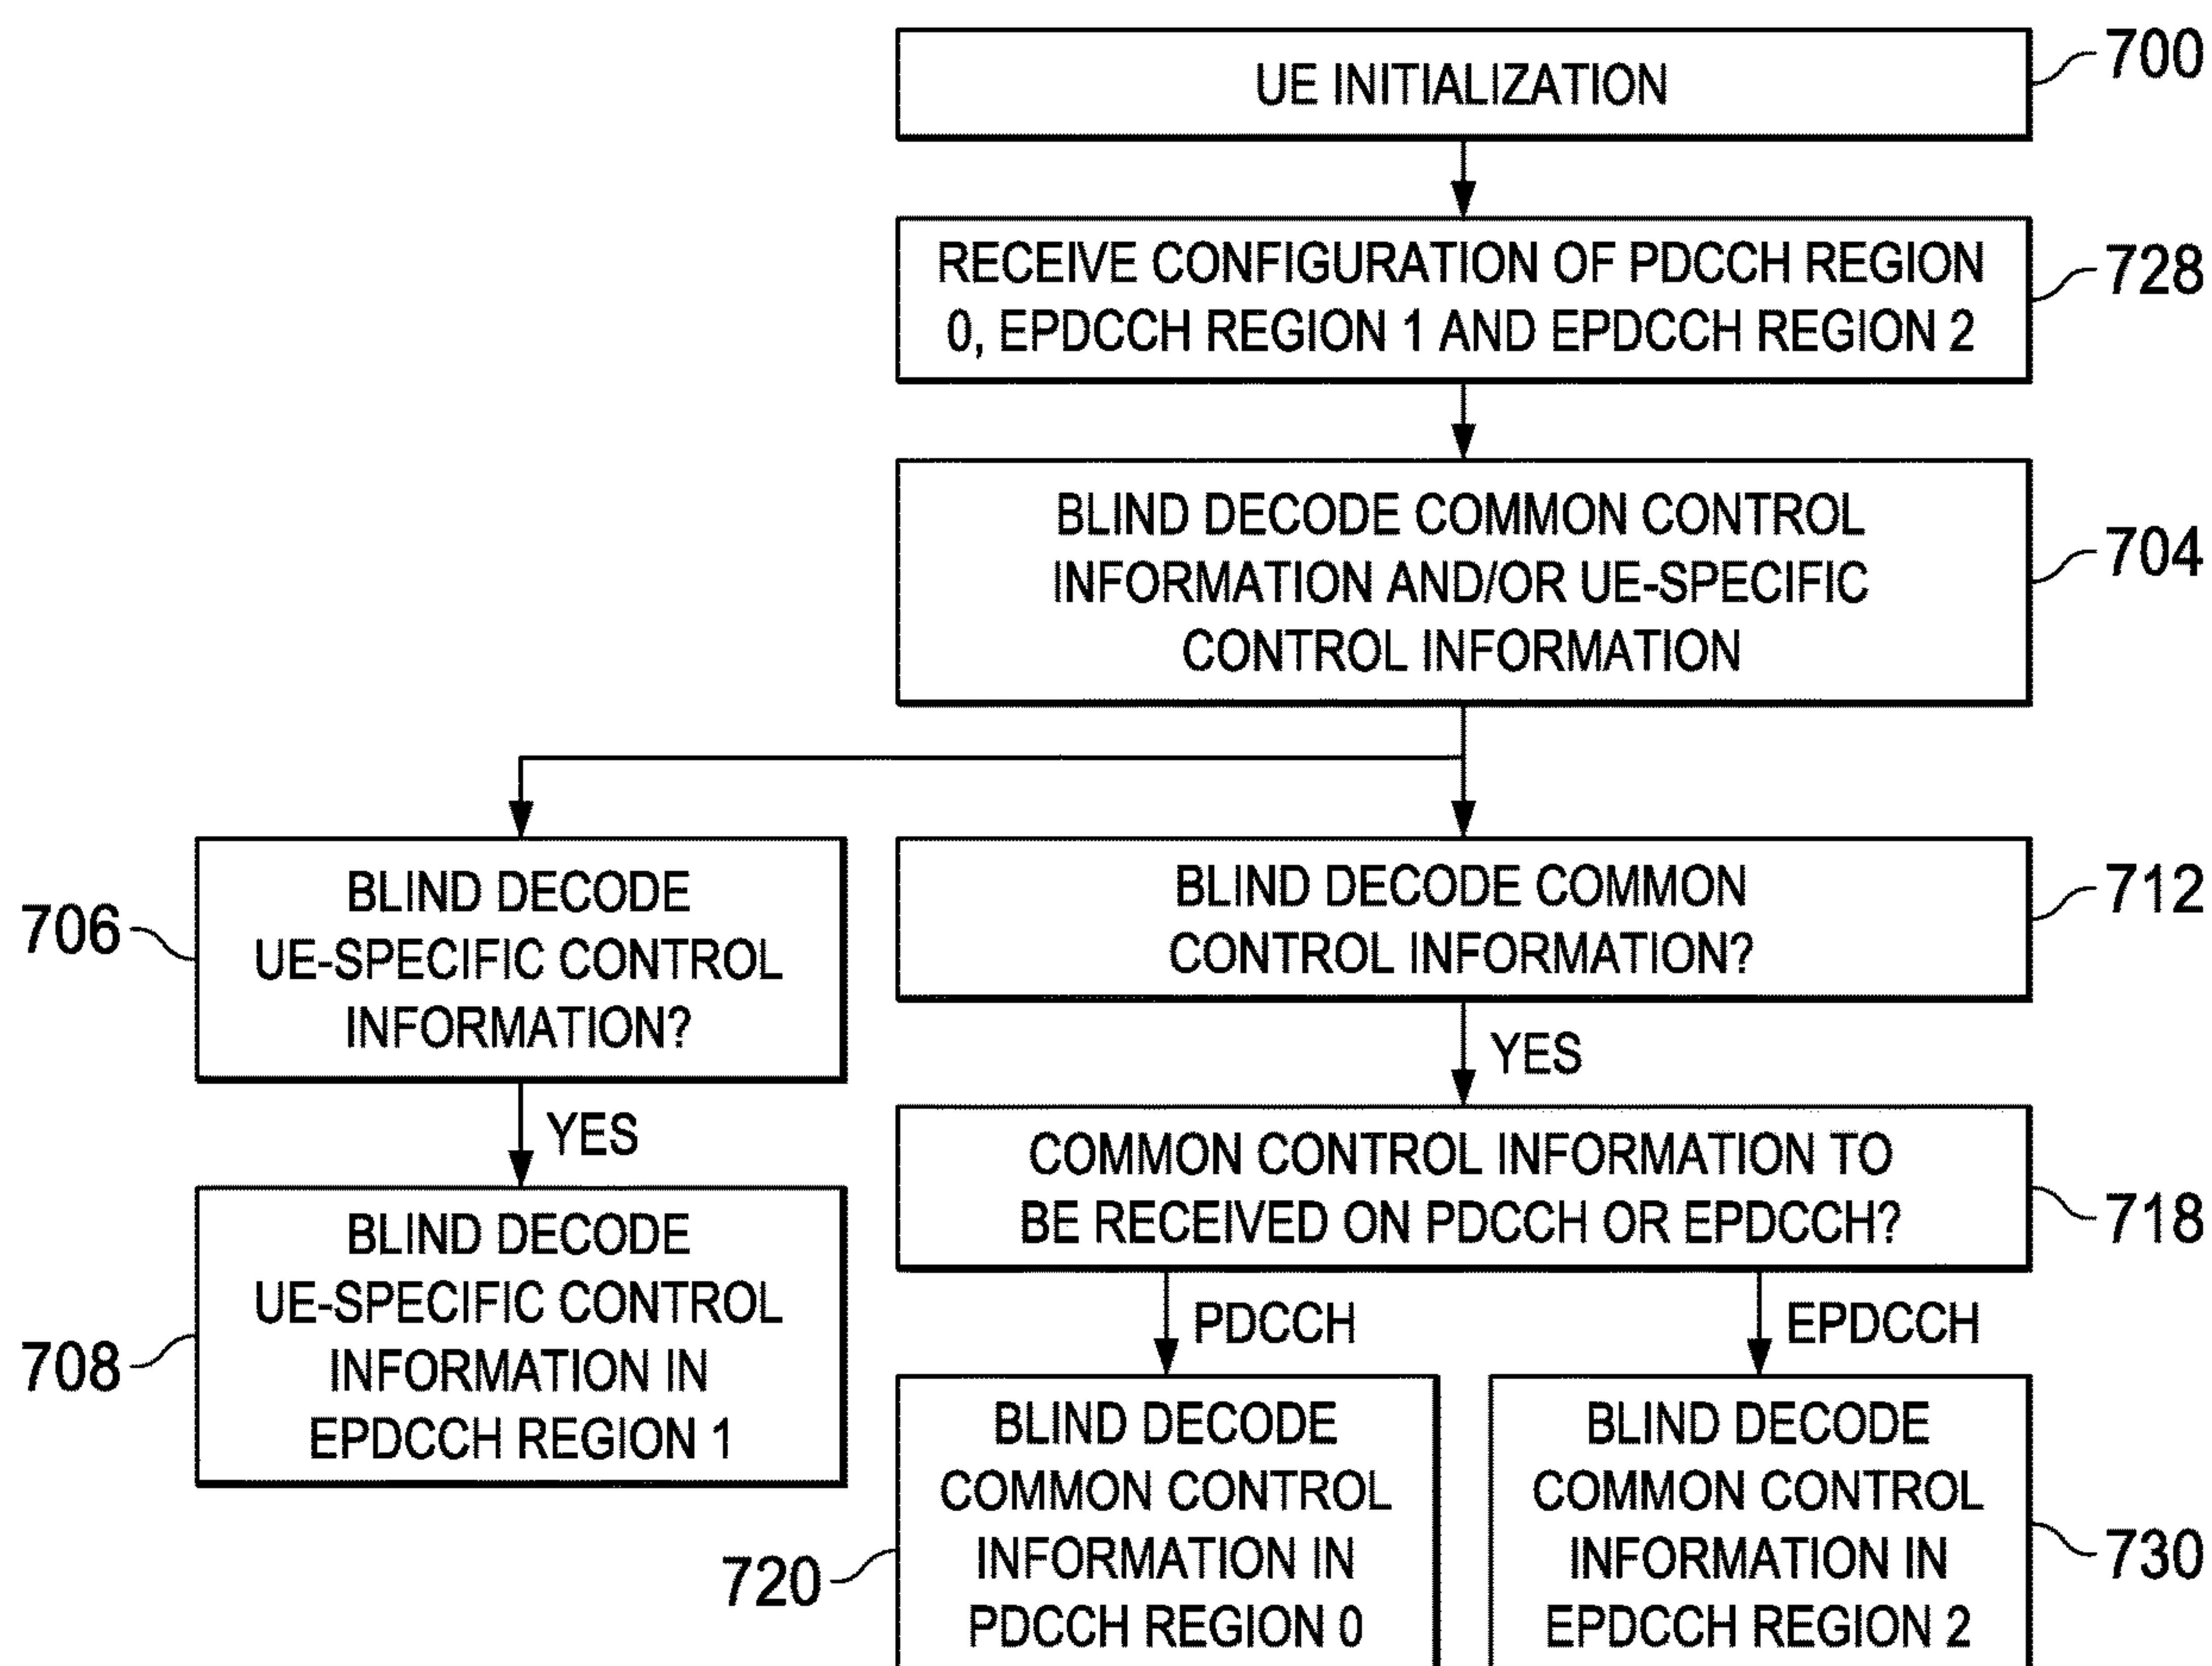 UE INITIALIZATION
700
RECEIVE CONFIGURATION OF PDCCH REGION
0, EPDCCH REGION 1 AND EPDCCH REGION 2
728
BLIND DECODE COMMON CONTROL
INFORMATION AND/OR UE-SPECIFIC
CONTROL INFORMATION
704
706
BLIND DECODE
UE-SPECIFIC CONTROL
INFORMATION?
BLIND DECODE COMMON
CONTROL INFORMATION?
712
YES
YES
708
BLIND DECODE
UE-SPECIFIC CONTROL
INFORMATION IN
EPDCCH REGION 1
COMMON CONTROL INFORMATION TO
BE RECEIVED ON PDCCH OR EPDCCH?
718
PDCCH
EPDCCH
720
BLIND DECODE
COMMON CONTROL
INFORMATION IN
PDCCH REGION 0
BLIND DECODE
COMMON CONTROL
INFORMATION IN
EPDCCH REGION 2
730